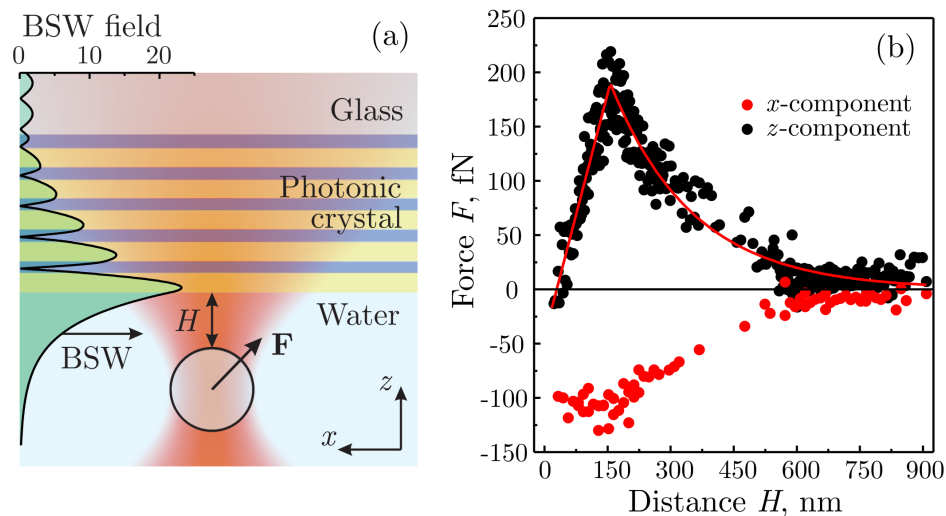 BSW field
0 10 20
(a)
Glass
Photonic
crystal
Water
H
F
BSW
z
x
(b)
x-component
z-component
Force F, fN
250
200
150
100
50
0
-50
-100
-150
0 150 300 450 600 750 900
Distance H, nm